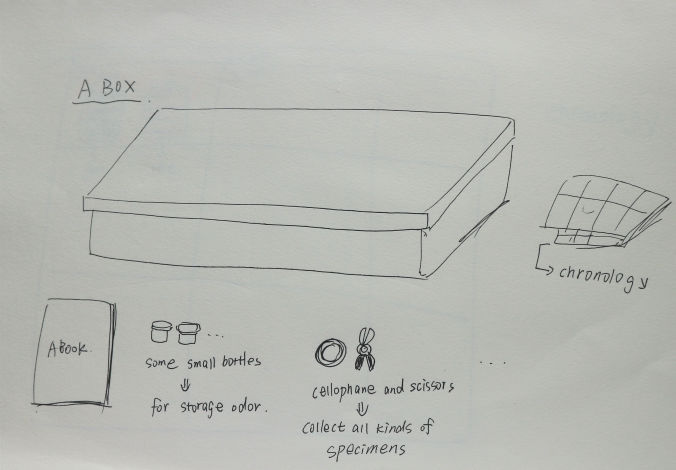 A BOX.
chronology
A BOOK.
some small bottles
for storage odor.
cellophane and scissors
collect all kinds of
specimens